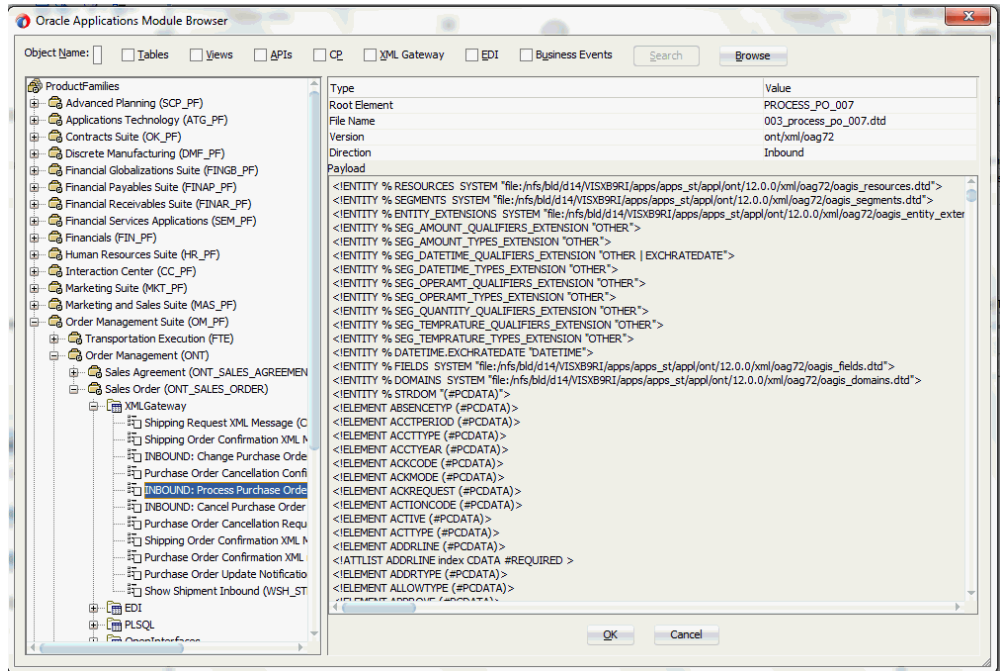 Oracle Applications Module Browser
Object Name: Tables Views APIs CP XML Gateway EDI Business Events Search Browse
ProductFamilies
Advanced Planning (SCP_PF)
Applications Technology (ATG_PF)
Contracts Suite (OK_PF)
Discrete Manufacturing (DMF_PF)
Financial Globalizations Suite (FINGB_PF)
Financial Payables Suite (FINAP_PF)
Financial Receivables Suite (FINAR_PF)
Financial Services Applications (SEM_PF)
Financials (FIN_PF)
Human Resources Suite (HR_PF)
Interaction Center (CC_PF)
Marketing Suite (MKT_PF)
Marketing and Sales Suite (MAS_PF)
Order Management Suite (OM_PF)
Transportation Execution (FTE)
Order Management (ONT)
Sales Agreement (ONT_SALES_AGREEMEN
Sales Order (ONT_SALES_ORDER)
XMLGateway
Shipping Request XML Message (C
Shipping Order Confirmation XML M
INBOUND: Change Purchase Orde
Purchase Order Cancellation Confi
INBOUND: Process Purchase Orde
INBOUND: Cancel Purchase Order
Purchase Order Cancellation Requ
Shipping Order Confirmation XML M
Purchase Order Confirmation XML
Purchase Order Update Notificatio
Show Shipment Inbound (WSH_ST
EDI
PLSQL
OpenInterfaces
Type Value
Root Element PROCESS_PO_007
File Name 003_process_po_007.dtd
Version ont/xml/oag72
Direction Inbound
Payload
<!ENTITY % RESOURCES SYSTEM "file:/nfs/bld/d14/VISXB9RI/apps/apps_st/appl/ont/12.0.0/xml/oag72/oagis_resources.dtd">
<!ENTITY % SEGMENTS SYSTEM "file:/nfs/bld/d14/VISXB9RI/apps/apps_st/appl/ont/12.0.0/xml/oag72/oagis_segments.dtd">
<!ENTITY % ENTITY_EXTENSIONS SYSTEM "file:/nfs/bld/d14/VISXB9RI/apps/apps_st/appl/ont/12.0.0/xml/oag72/oagis_entity_exter
<!ENTITY % SEG_AMOUNT_QUALIFIERS_EXTENSION "OTHER">
<!ENTITY % SEG_AMOUNT_TYPES_EXTENSION "OTHER">
<!ENTITY % SEG_DATETIME_QUALIFIERS_EXTENSION "OTHER | EXCHRATEDATE">
<!ENTITY % SEG_DATETIME_TYPES_EXTENSION "OTHER">
<!ENTITY % SEG_OPERAMT_QUALIFIERS_EXTENSION "OTHER">
<!ENTITY % SEG_OPERAMT_TYPES_EXTENSION "OTHER">
<!ENTITY % SEG_QUANTITY_QUALIFIERS_EXTENSION "OTHER">
<!ENTITY % SEG_TEMPRATURE_QUALIFIERS_EXTENSION "OTHER">
<!ENTITY % SEG_TEMPRATURE_TYPES_EXTENSION "OTHER">
<!ENTITY % DATETIME.EXCHRATEDATE "DATETIME">
<!ENTITY % FIELDS SYSTEM "file:/nfs/bld/d14/VISXB9RI/apps/apps_st/appl/ont/12.0.0/xml/oag72/oagis_fields.dtd">
<!ENTITY % DOMAINS SYSTEM "file:/nfs/bld/d14/VISXB9RI/apps/apps_st/appl/ont/12.0.0/xml/oag72/oagis_domains.dtd">
<!ENTITY % STRDOM "(#PCDATA)">
<!ELEMENT ABSENCETYP (#PCDATA)>
<!ELEMENT ACCTPERIOD (#PCDATA)>
<!ELEMENT ACCTTYPE (#PCDATA)>
<!ELEMENT ACCTYEAR (#PCDATA)>
<!ELEMENT ACKCODE (#PCDATA)>
<!ELEMENT ACKMODE (#PCDATA)>
<!ELEMENT ACKREQUEST (#PCDATA)>
<!ELEMENT ACTIONCODE (#PCDATA)>
<!ELEMENT ACTIVE (#PCDATA)>
<!ELEMENT ACTTYPE (#PCDATA)>
<!ELEMENT ADDRLINE (#PCDATA)>
<!ATTLIST ADDRLINE index CDATA #REQUIRED >
<!ELEMENT ADDRTYPE (#PCDATA)>
<!ELEMENT ALLOWTYPE (#PCDATA)>
<!ELEMENT APPROVE (#PCDATA)>
OK Cancel